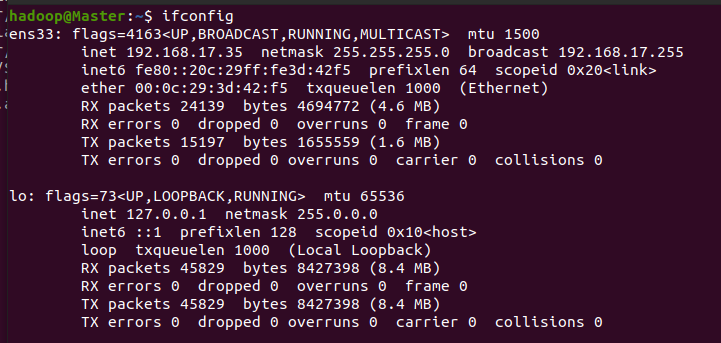 hadoop@Master:~$ ifconfig
ens33: flags=4163<UP,BROADCAST,RUNNING,MULTICAST>  mtu 1500
        inet 192.168.17.35  netmask 255.255.255.0  broadcast 192.168.17.255
        inet6 fe80::20c:29ff:fe3d:42f5  prefixlen 64  scopeid 0x20<link>
        ether 00:0c:29:3d:42:f5  txqueuelen 1000  (Ethernet)
        RX packets 24139  bytes 4694772 (4.6 MB)
        RX errors 0  dropped 0  overruns 0  frame 0
        TX packets 15197  bytes 1655559 (1.6 MB)
        TX errors 0  dropped 0 overruns 0  carrier 0  collisions 0

lo: flags=73<UP,LOOPBACK,RUNNING>  mtu 65536
        inet 127.0.0.1  netmask 255.0.0.0
        inet6 ::1  prefixlen 128  scopeid 0x10<host>
        loop  txqueuelen 1000  (Local Loopback)
        RX packets 45829  bytes 8427398 (8.4 MB)
        RX errors 0  dropped 0  overruns 0  frame 0
        TX packets 45829  bytes 8427398 (8.4 MB)
        TX errors 0  dropped 0 overruns 0  carrier 0  collisions 0